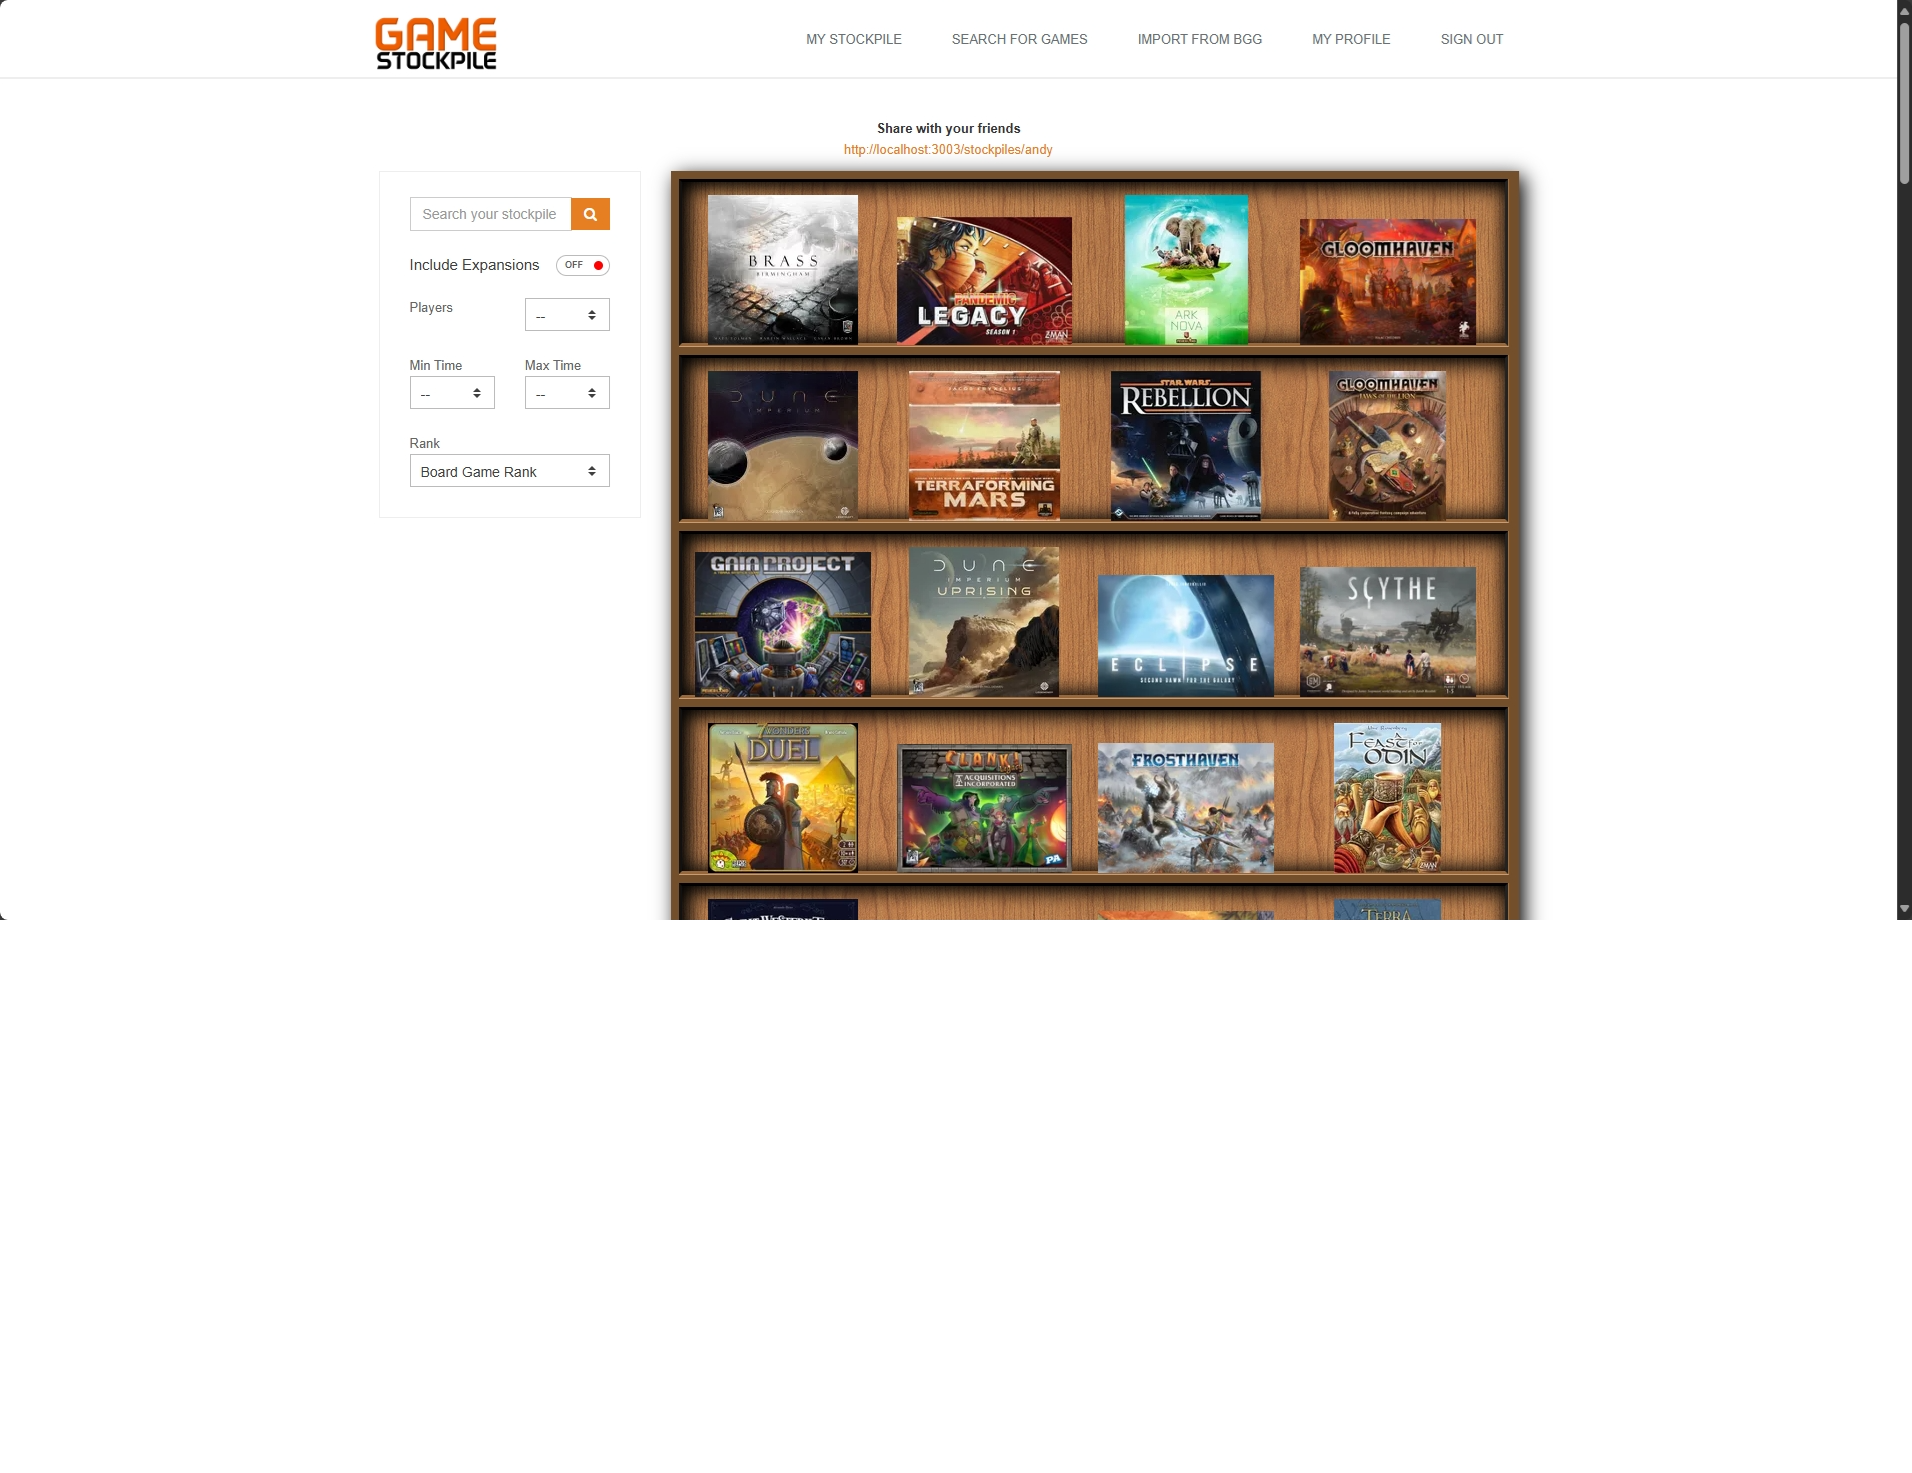 GAME
STOCKPILE
MY STOCKPILE
SEARCH FOR GAMES
IMPORT FROM BGG
MY PROFILE
SIGN OUT
Share with your friends
http://localhost:3003/stockpiles/andy
Search your stockpile
Include Expansions
OFF
Players
--
Min Time
Max Time
--
--
Rank
Board Game Rank
BRASS
BIRMINGHAM
PANDEMIC
LEGACY
SEASON 1
Z-MAN
ARK
NOVA
GLOOMHAVEN
DUNE
IMPERIUM
TERRAFORMING
MARS
STAR WARS
REBELLION
GLOOMHAVEN
JAWS OF THE LION
GAIA PROJECT
DUNE
IMPERIUM
UPRISING
ECLIPSE
SECOND DAWN FOR THE GALAXY
SCYTHE
7 WONDERS
DUEL
CLANK!
ACQUISITIONS
INCORPORATED
PA
FROSTHAVEN
A
FEAST for
ODIN
ZMAN
TERRA